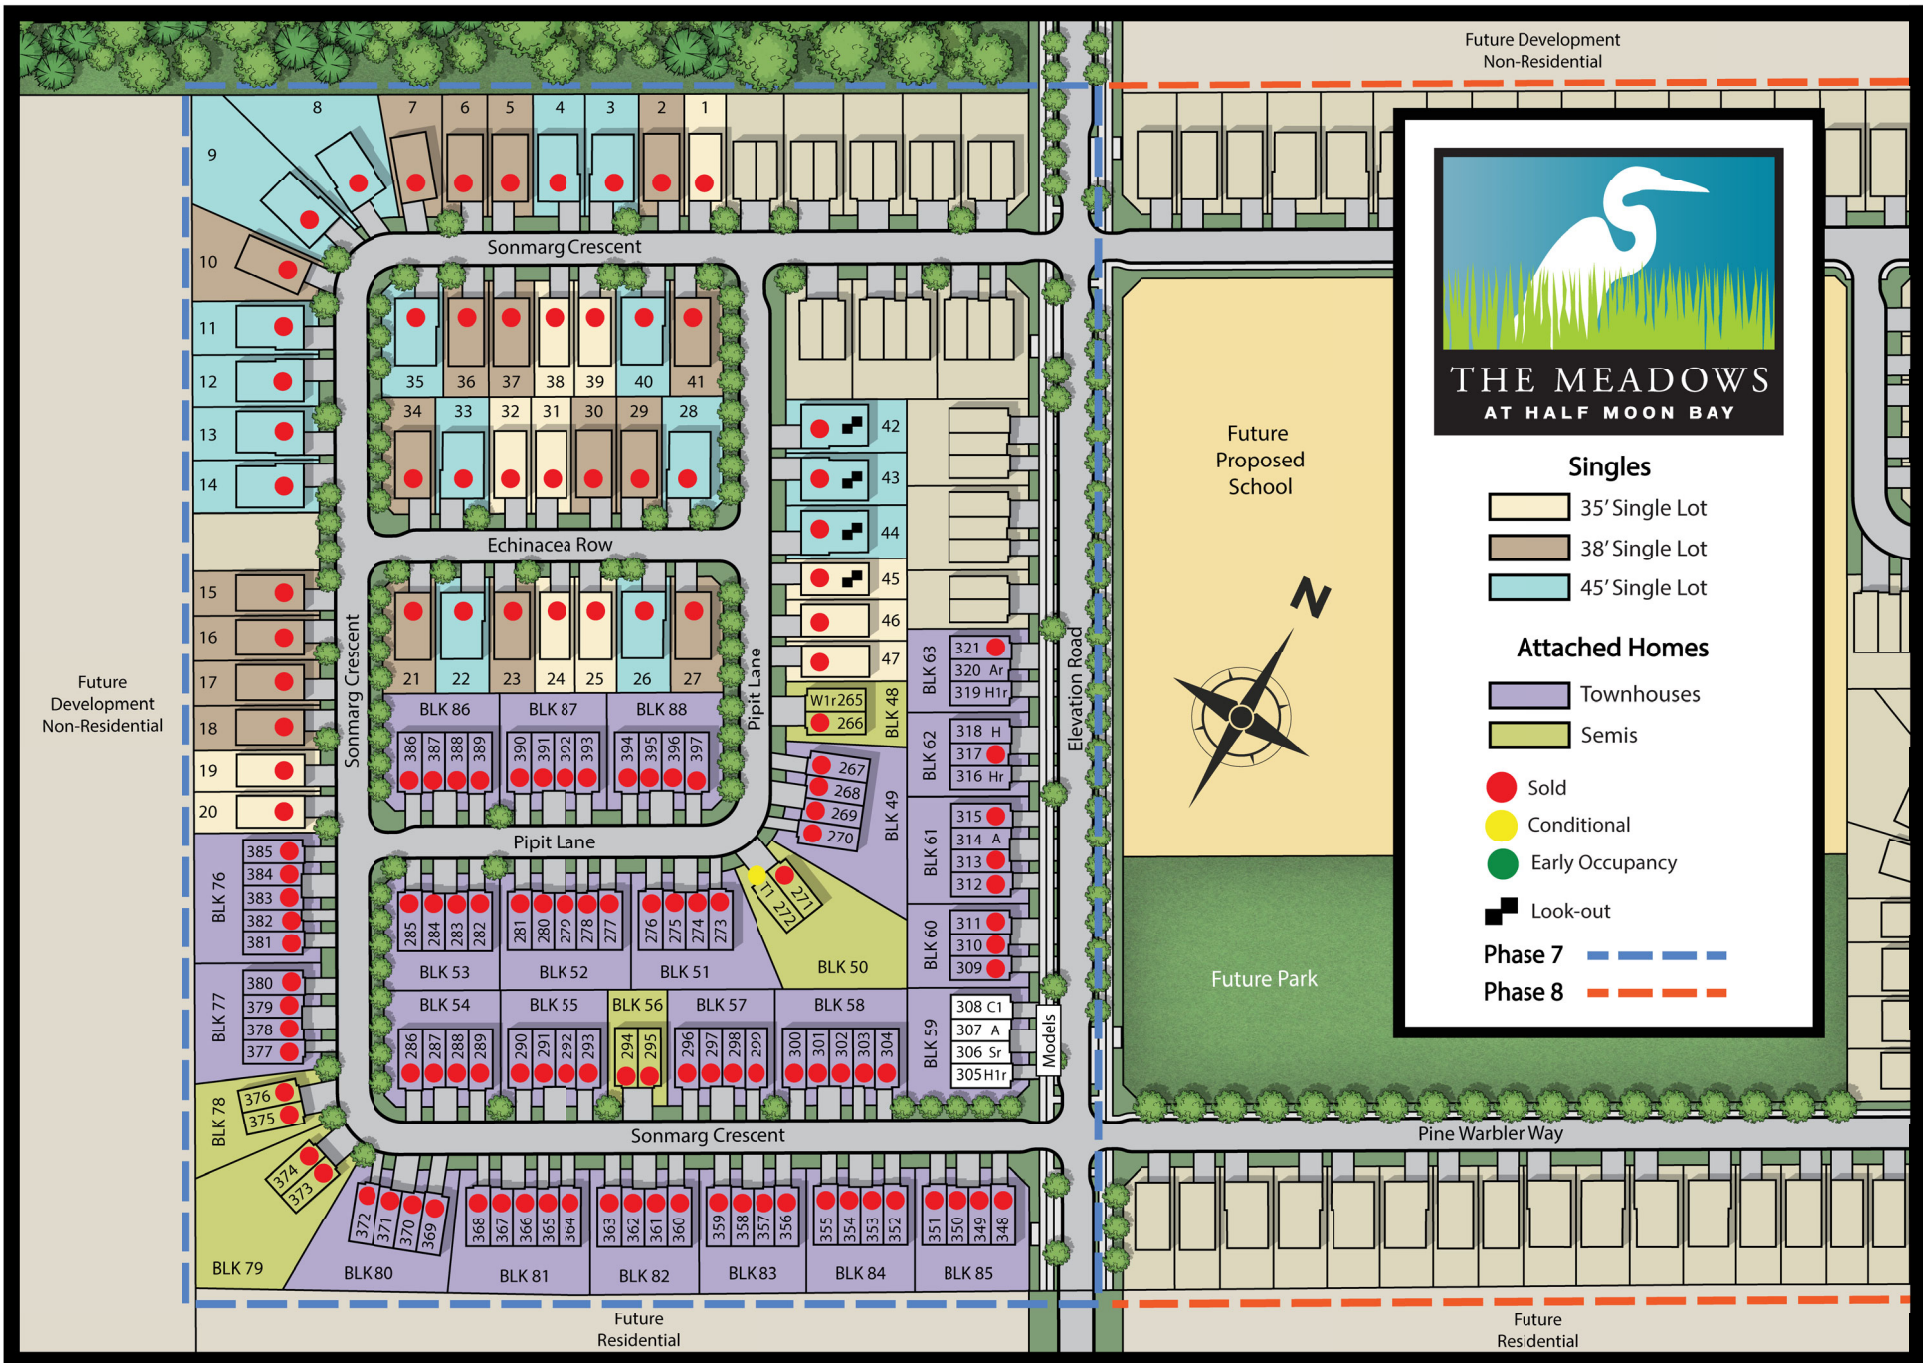 Future Development
Non-Residential
9
8
7
6
5
4
3
2
1
10
Sonmarg Crescent
11
12
13
14
35
36
37
38
39
40
41
34
33
32
31
30
29
28
42
43
44
45
46
47
Echinacea Row
15
16
17
18
19
20
Sonmarg Crescent
21
22
23
24
25
26
27
Pipit Lane
BLK 86
BLK 87
BLK 88
386
387
388
389
390
391
392
393
394
395
396
397
W1r265
266
BLK 48
267
268
269
270
BLK 49
Pipit Lane
271
T1 272
BLK 50
BLK 63
321
320 Ar
319 H1r
BLK 62
318 H
317
316 Hr
BLK 61
315
314 A
313
312
BLK 60
311
310
309
BLK 59
308 C1
307 A
306 Sr
305H1r
Models
Elevation Road
Future
Development
Non-Residential
BLK 76
385
384
383
382
381
BLK 77
380
379
378
377
BLK 78
376
375
374
373
BLK 79
285
284
283
282
281
280
279
278
277
276
275
274
273
BLK 53
BLK 52
BLK 51
BLK 54
BLK 55
BLK 56
BLK 57
BLK 58
286
287
288
289
290
291
292
293
294
295
296
297
298
299
300
301
302
303
304
Sonmarg Crescent
372
371
370
369
368
367
366
365
364
363
362
361
360
359
358
357
356
355
354
353
352
351
350
349
348
BLK80
BLK 81
BLK 82
BLK83
BLK 84
BLK 85
Future
Residential
Future
Proposed
School
N
Future Park
Pine Warbler Way
Future
Residential
THE MEADOWS
AT HALF MOON BAY
Singles
35' Single Lot
38' Single Lot
45' Single Lot
Attached Homes
Townhouses
Semis
Sold
Conditional
Early Occupancy
Look-out
Phase 7
Phase 8